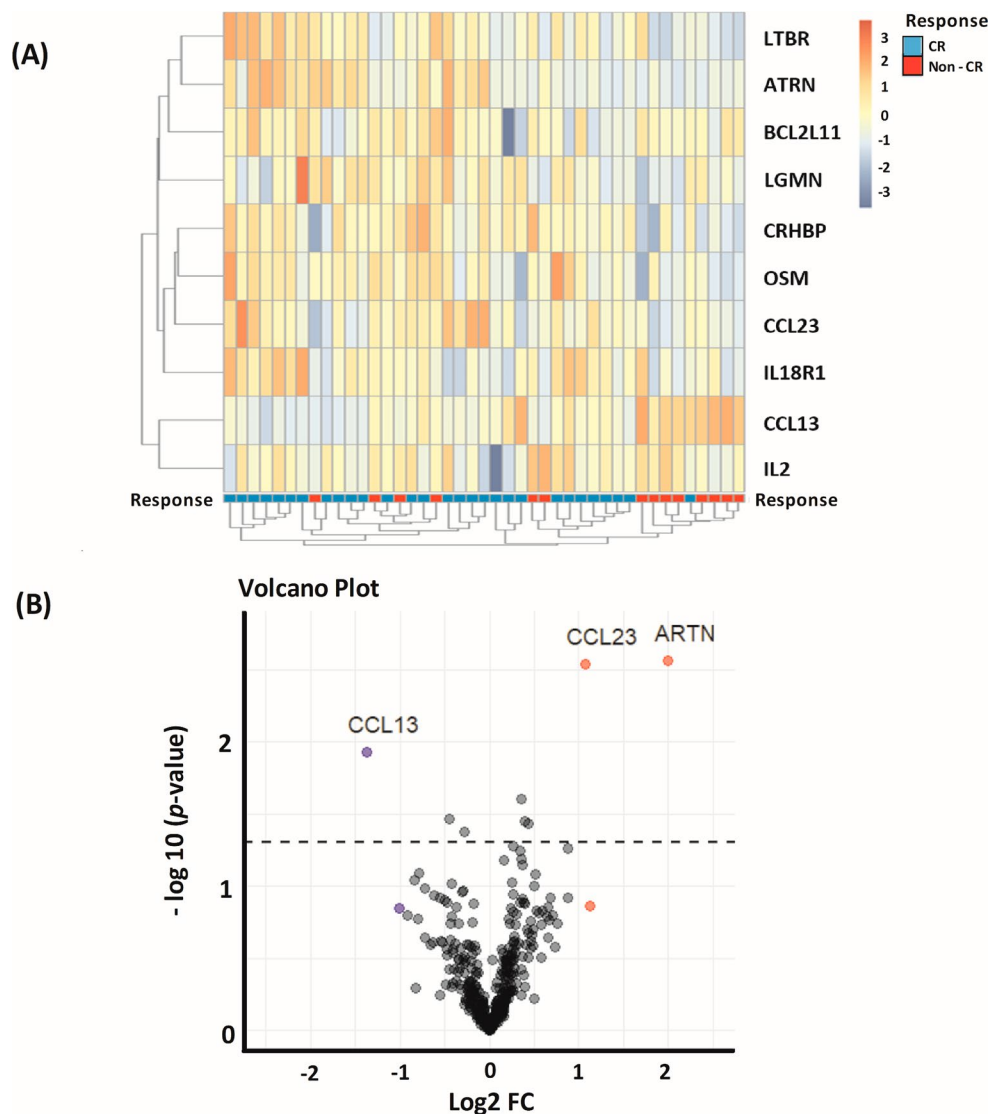 (A)
Response
CR
Non - CR
3
2
1
0
-1
-2
-3
LTBR
ATRN
BCL2L11
LGMN
CRHBP
OSM
CCL23
IL18R1
CCL13
IL2
Response
Response
(B)
Volcano Plot
CCL23
ARTN
CCL13
2
1
0
- log 10 (p-value)
-2
-1
0
1
2
Log2 FC